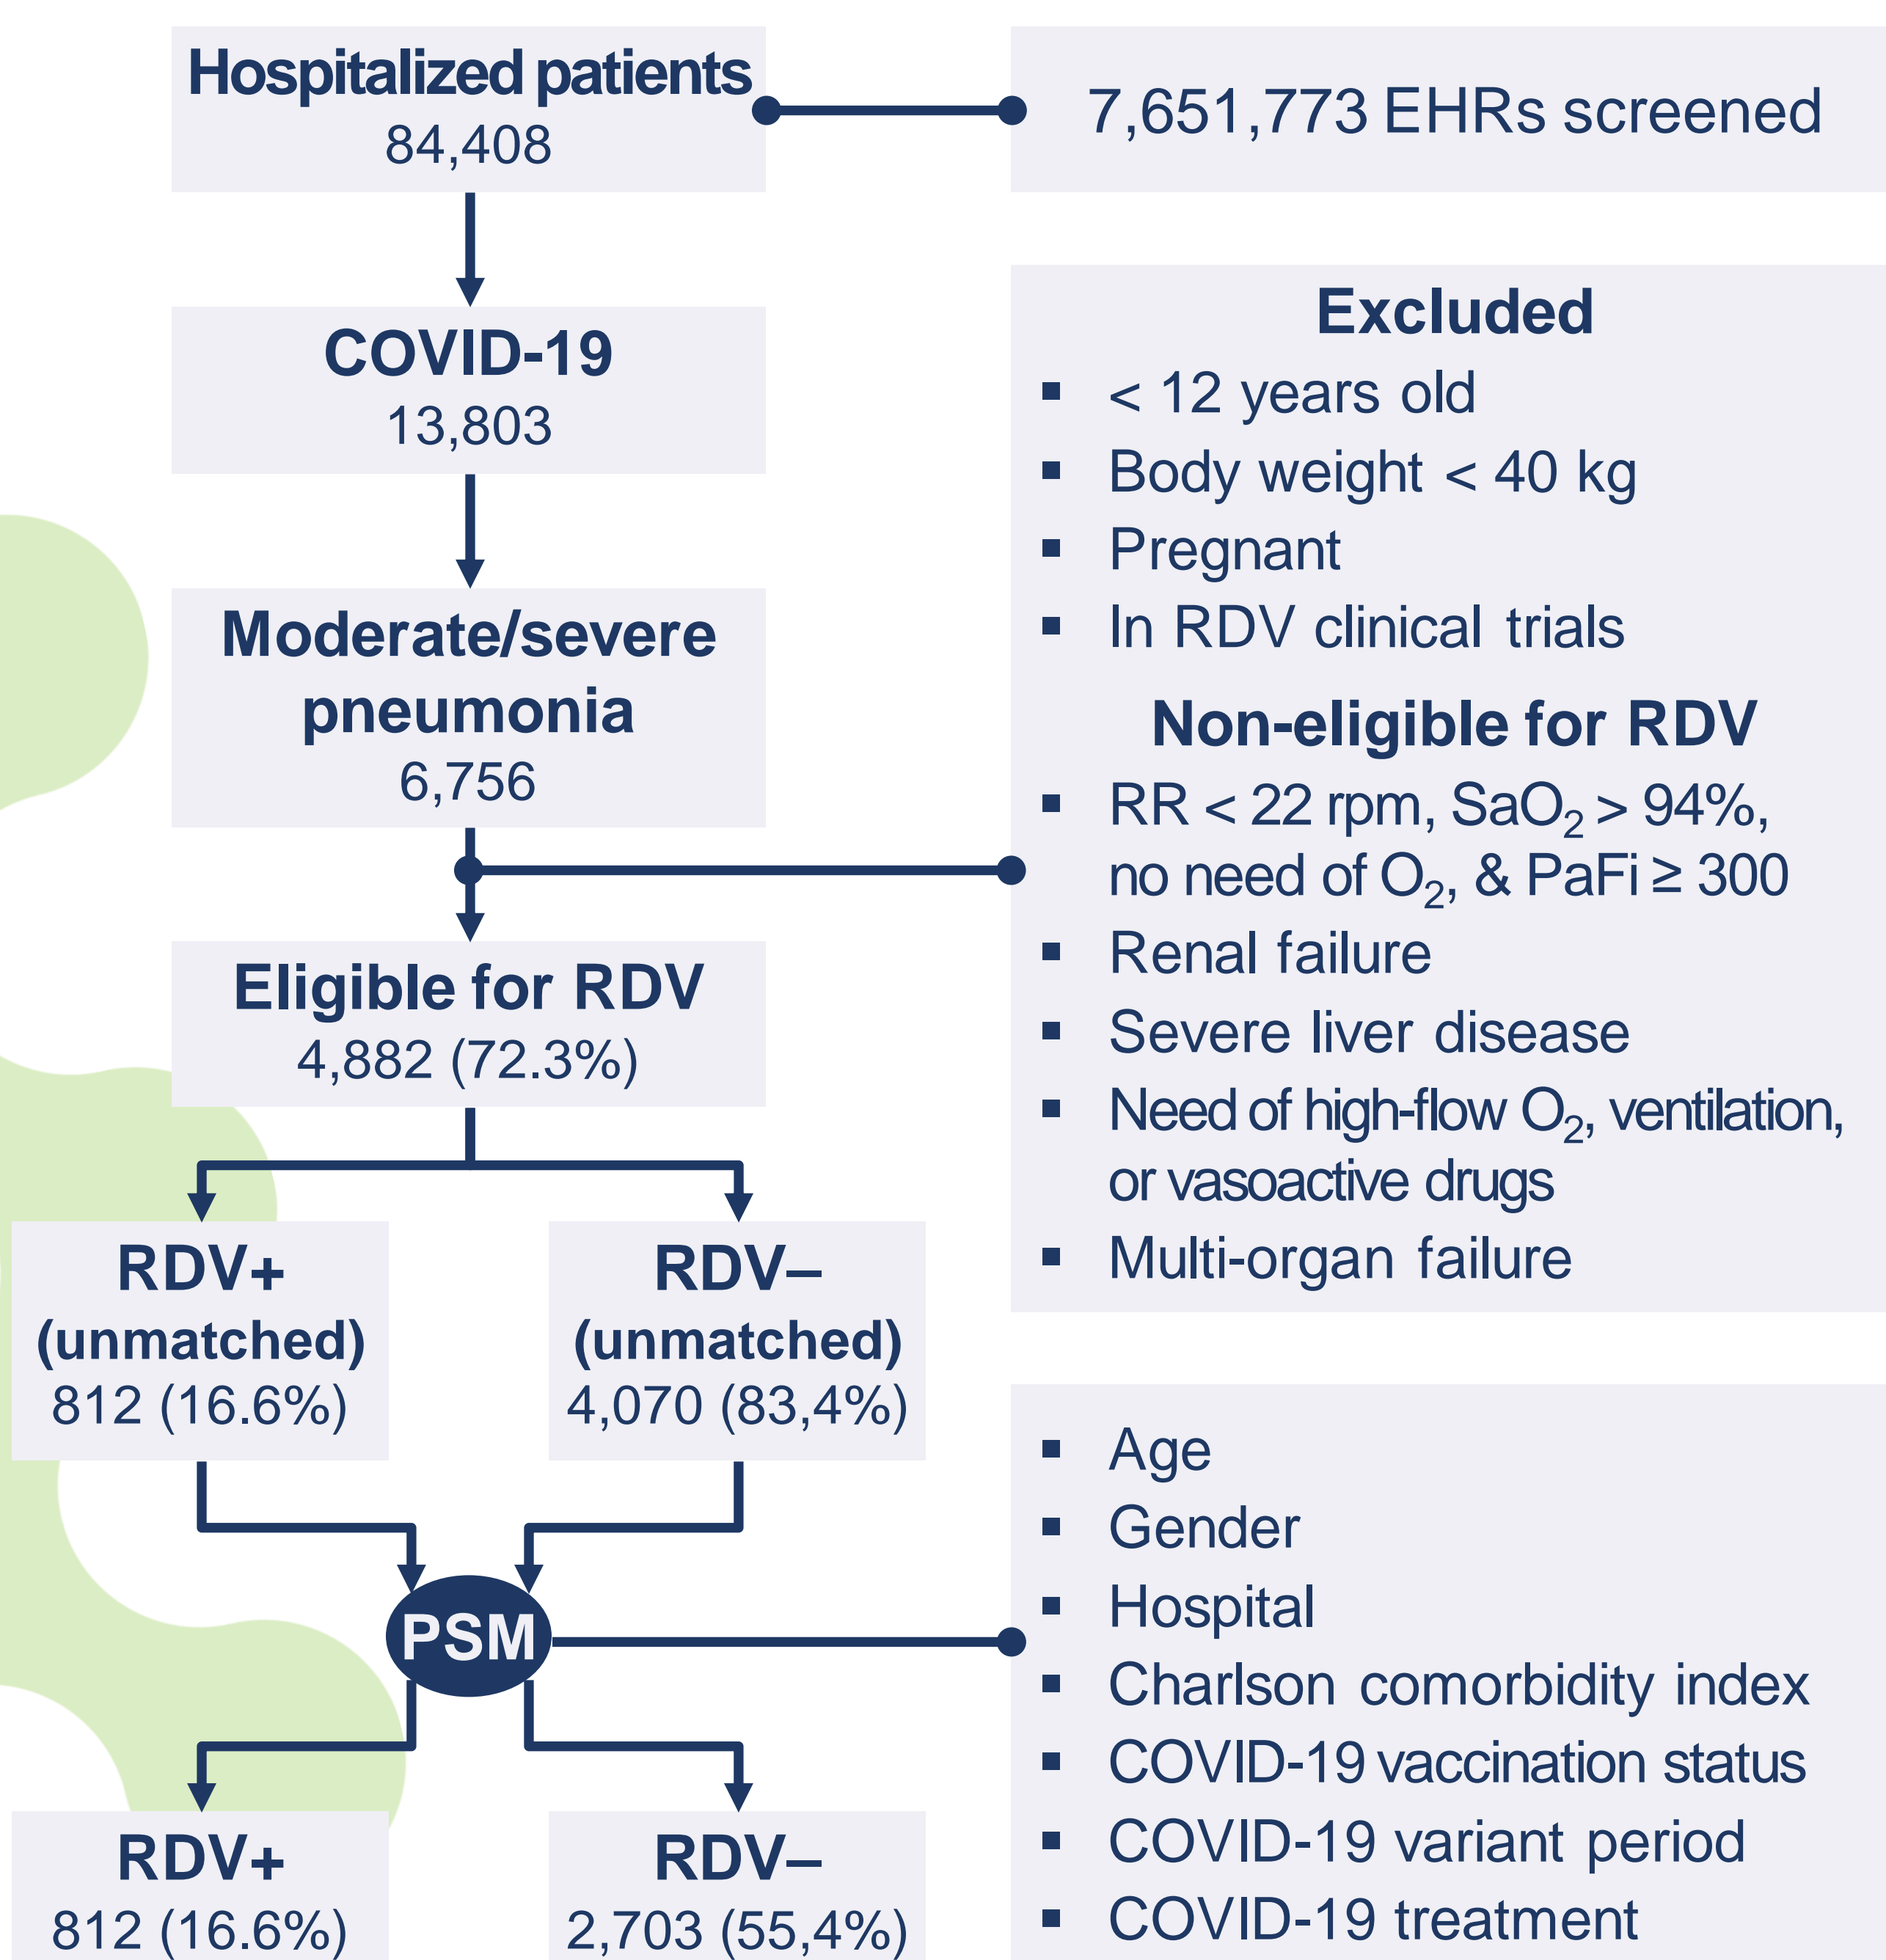 Hospitalized patients
84,408
7,651,773 EHRs screened
COVID-19
13,803
Moderate/severe
pneumonia
6,756
Excluded
▪ < 12 years old
▪ Body weight < 40 kg
▪ Pregnant
▪ In RDV clinical trials
Non-eligible for RDV
▪ RR < 22 rpm, SaO₂ > 94%,
no need of O₂, & PaFi ≥ 300
▪ Renal failure
▪ Severe liver disease
▪ Need of high-flow O₂, ventilation,
or vasoactive drugs
▪ Multi-organ failure
Eligible for RDV
4,882 (72.3%)
RDV+
(unmatched)
812 (16.6%)
RDV–
(unmatched)
4,070 (83,4%)
PSM
▪ Age
▪ Gender
▪ Hospital
▪ Charlson comorbidity index
▪ COVID-19 vaccination status
▪ COVID-19 variant period
▪ COVID-19 treatment
RDV+
812 (16.6%)
RDV–
2,703 (55,4%)